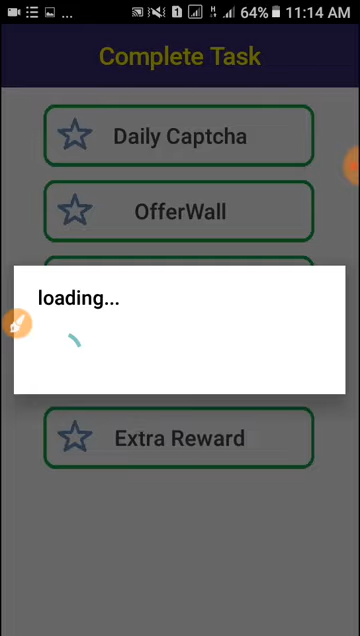 ... 64% 11:14 AM
Complete Task
Daily Captcha
OfferWall
loading...
Extra Reward